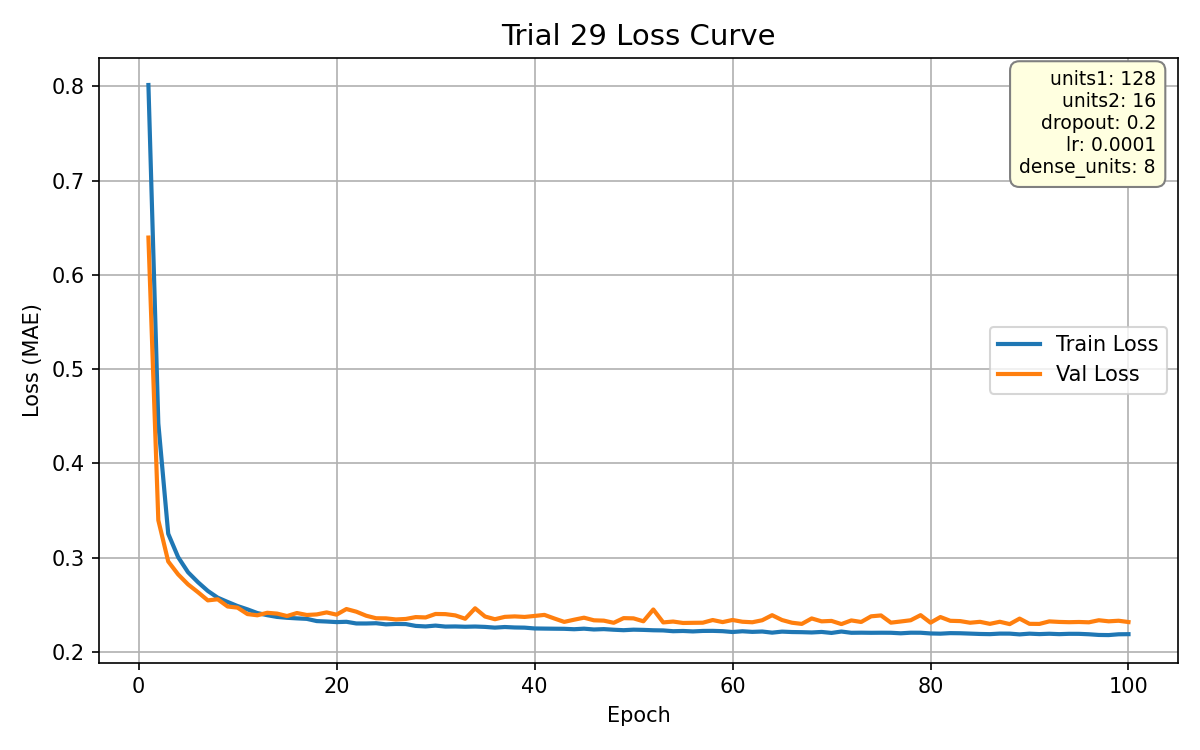 Trial 29 Loss Curve
units1: 128
units2: 16
dropout: 0.2
lr: 0.0001
dense_units: 8
Train Loss
Val Loss
Loss (MAE)
0.8
0.7
0.6
0.5
0.4
0.3
0.2
0 20 40 60 80 100
Epoch